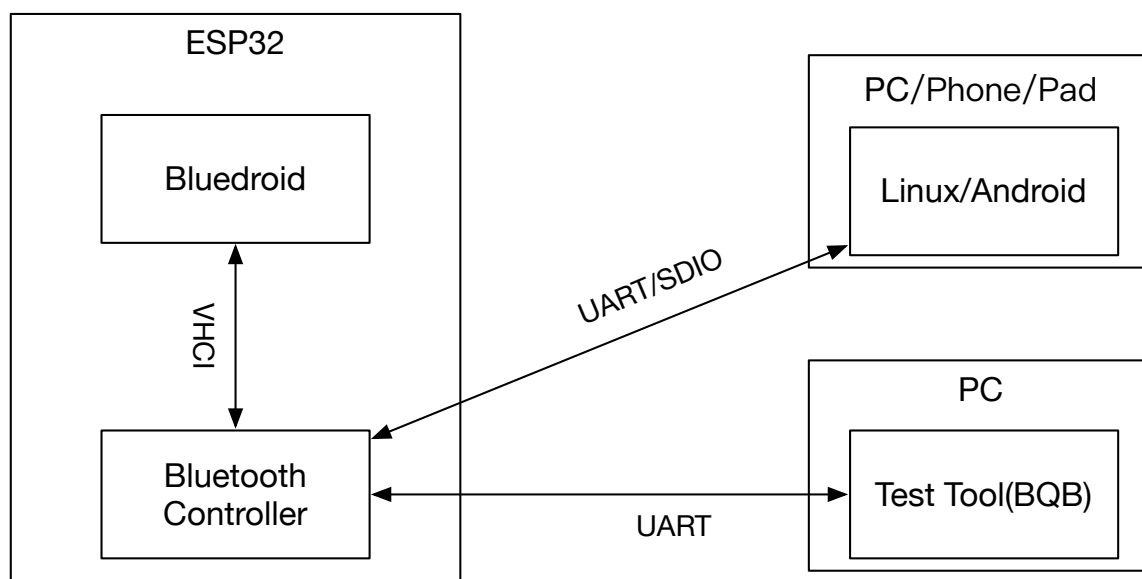 ESP32
Bluedroid
VHCI
Bluetooth
Controller
UART/SDIO
UART
PC/Phone/Pad
Linux/Android
PC
Test Tool(BQB)